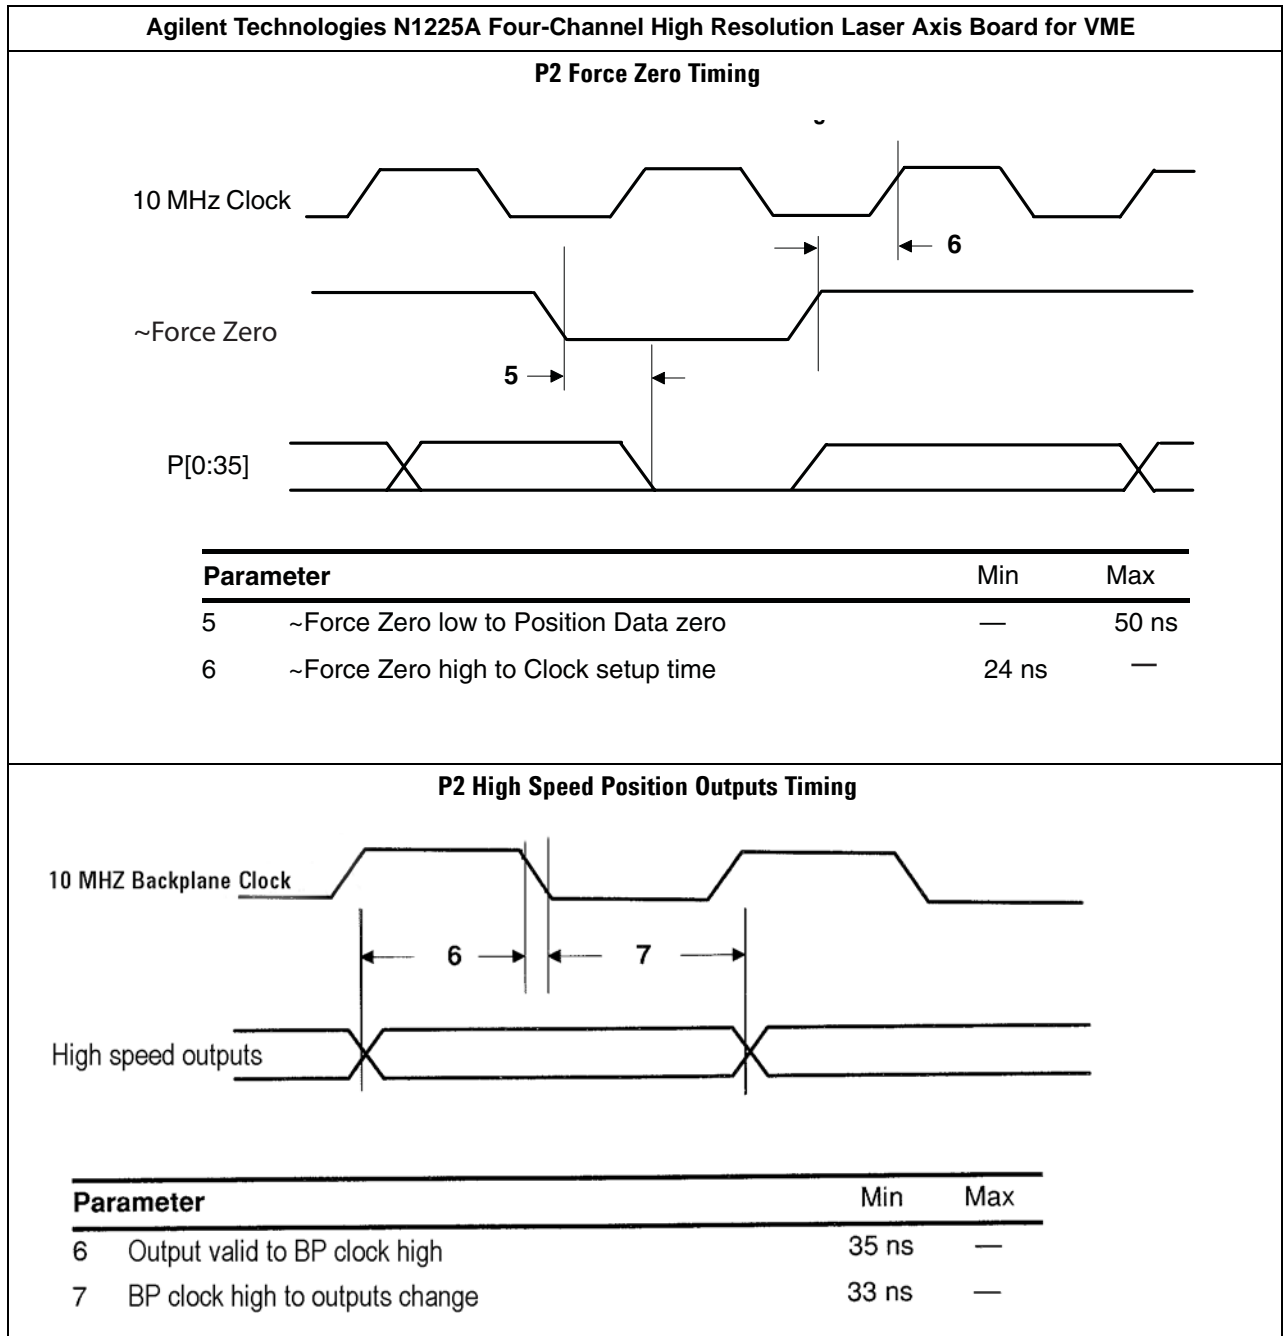 Agilent Technologies N1225A Four-Channel High Resolution Laser Axis Board for VME
P2 Force Zero Timing
10 MHz Clock
6
~Force Zero
5
P[0:35]
Parameter Min Max
5 ~Force Zero low to Position Data zero — 50 ns
6 ~Force Zero high to Clock setup time 24 ns —
P2 High Speed Position Outputs Timing
10 MHZ Backplane Clock
6 7
High speed outputs
Parameter Min Max
6 Output valid to BP clock high 35 ns —
7 BP clock high to outputs change 33 ns —